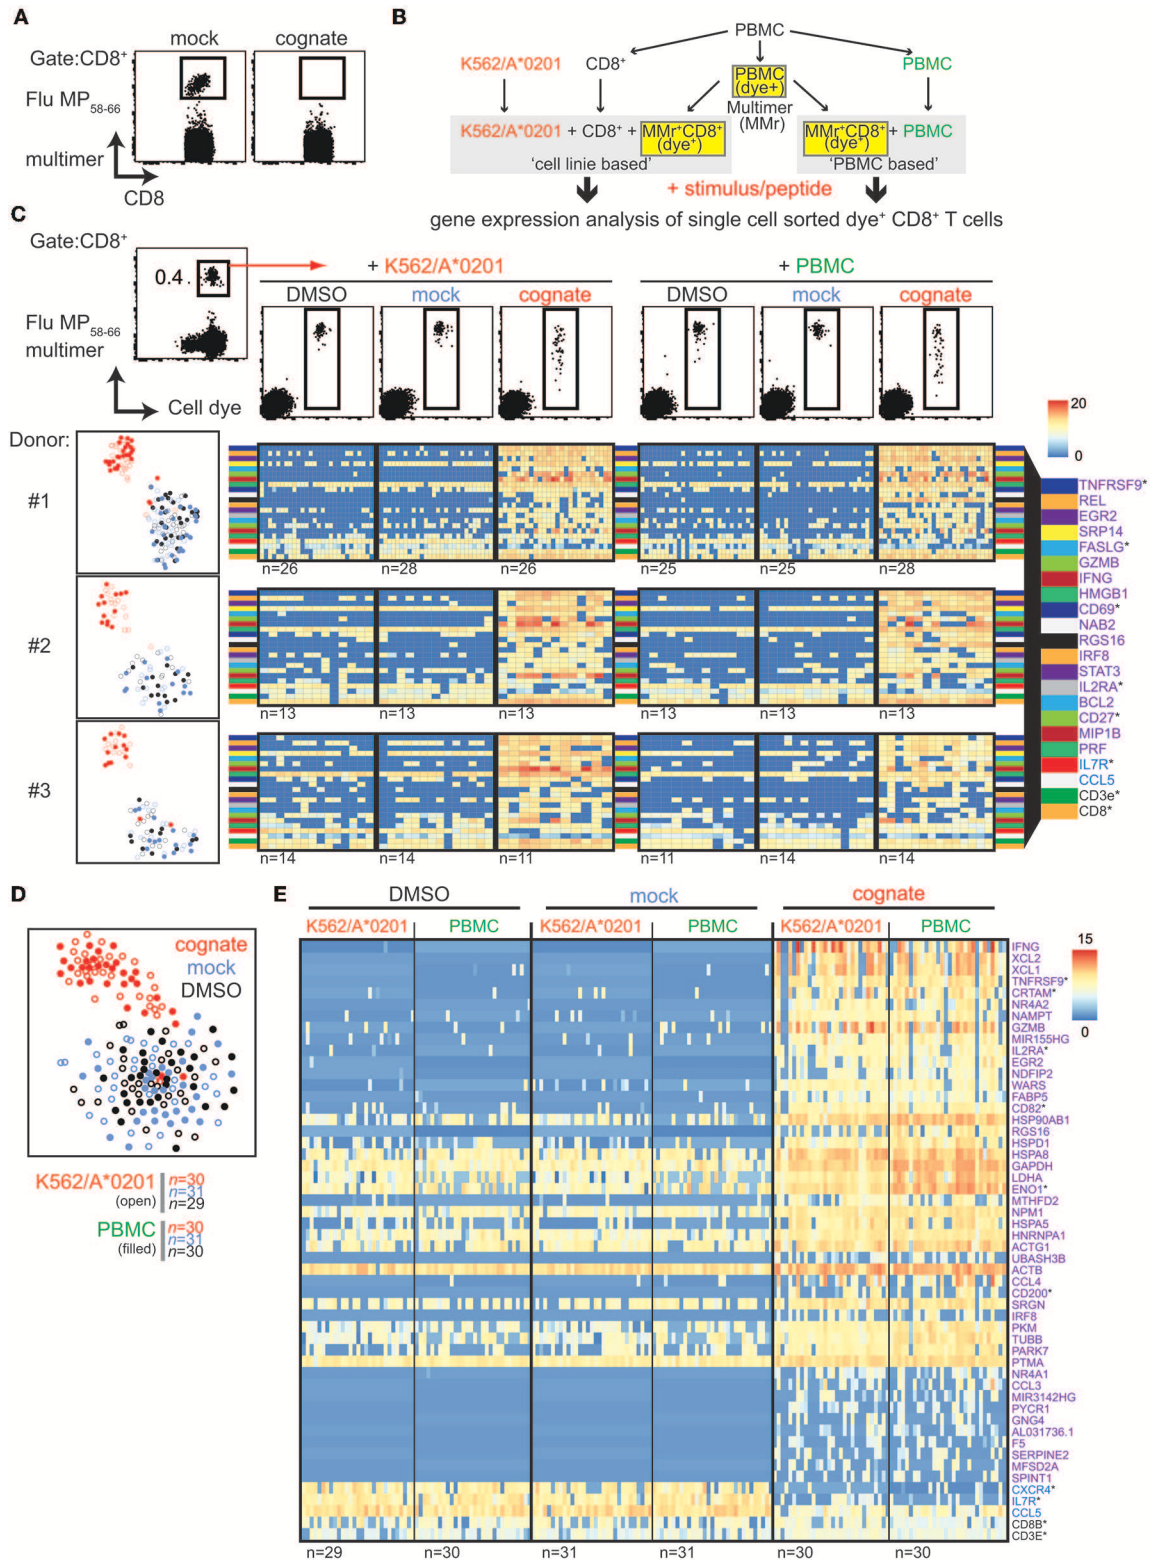 A
mock
cognate
Gate:CD8+
Flu MP58-66
multimer
CD8
B
PBMC
K562/A*0201
CD8+
PBMC
(dye+)
PBMC
Multimer
(MMr)
K562/A*0201 + CD8+ + MMr+CD8+
(dye+)
MMr+CD8+ + PBMC
(dye+)
'cell linie based'
'PBMC based'
+ stimulus/peptide
gene expression analysis of single cell sorted dye+ CD8+ T cells
C
Gate:CD8+
0.4
Flu MP58-66
multimer
Cell dye
+ K562/A*0201
+ PBMC
DMSO
mock
cognate
DMSO
mock
cognate
Donor:
#1
n=26
n=28
n=26
n=25
n=25
n=28
#2
n=13
n=13
n=13
n=13
n=13
n=13
#3
n=14
n=14
n=11
n=11
n=14
n=14
20
0
TNFRSF9*
REL
EGR2
SRP14
FASLG*
GZMB
IFNG
HMGB1
CD69*
NAB2
RGS16
IRF8
STAT3
IL2RA*
BCL2
CD27*
MIP1B
PRF
IL7R*
CCL5
CD3e*
CD8*
D
cognate
mock
DMSO
K562/A*0201
(open)
n=30
n=31
n=29
PBMC
(filled)
n=30
n=31
n=30
E
DMSO
mock
cognate
K562/A*0201
PBMC
K562/A*0201
PBMC
K562/A*0201
PBMC
15
0
IFNG
XCL2
XCL1
TNFRSF9*
CRTAM*
NR4A2
NAMPT
GZMB
MIR155HG
IL2RA*
EGR2
NDFIP2
WARS
FABP5
CD82*
HSP90AB1
RGS16
HSPD1
HSPA8
GAPDH
LDHA
ENO1*
MTHFD2
NPM1
HSPA5
HNRNPA1
ACTG1
UBASH3B
ACTB
CCL4
CD200*
SRGN
IRF8
PKM
TUBB
PARK7
PTMA
NR4A1
CCL3
MIR3142HG
PYCR1
GNG4
AL031736.1
F5
SERPINE2
MFSD2A
SPINT1
CXCR4*
IL7R*
CCL5
CD8B*
CD3E*
n=29
n=30
n=31
n=31
n=30
n=30